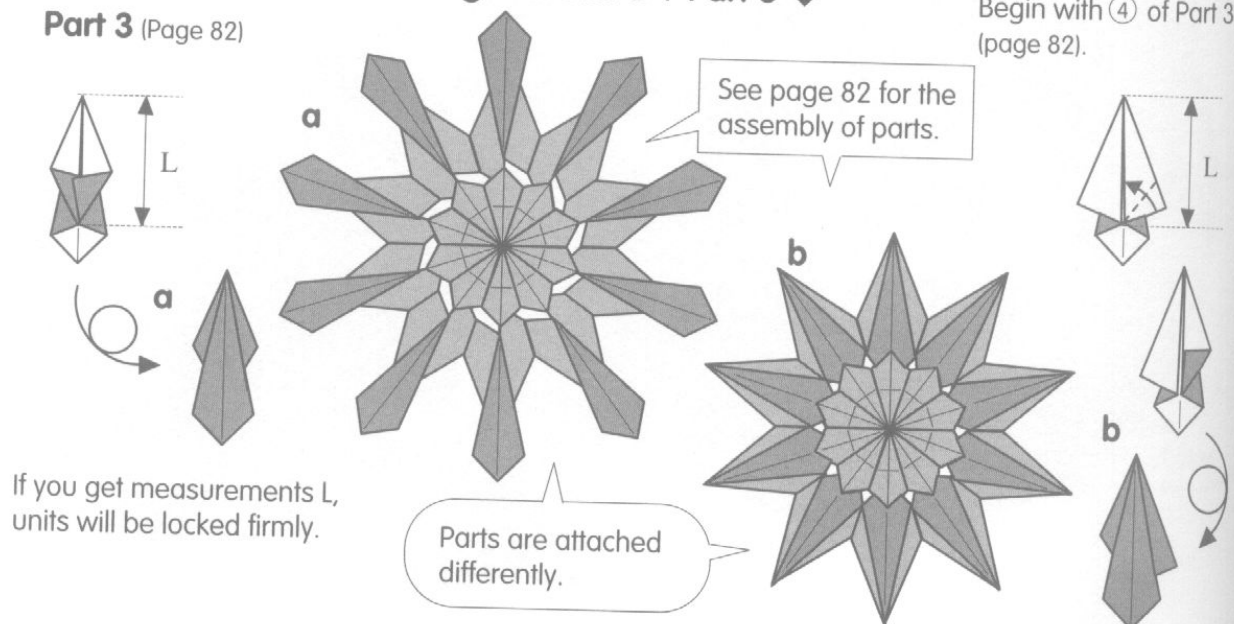 Part 3 (Page 82)
Begin with ④ of Part 3
(page 82).
See page 82 for the
assembly of parts.
a
L
L
a
b
b
If you get measurements L,
units will be locked firmly.
Parts are attached
differently.